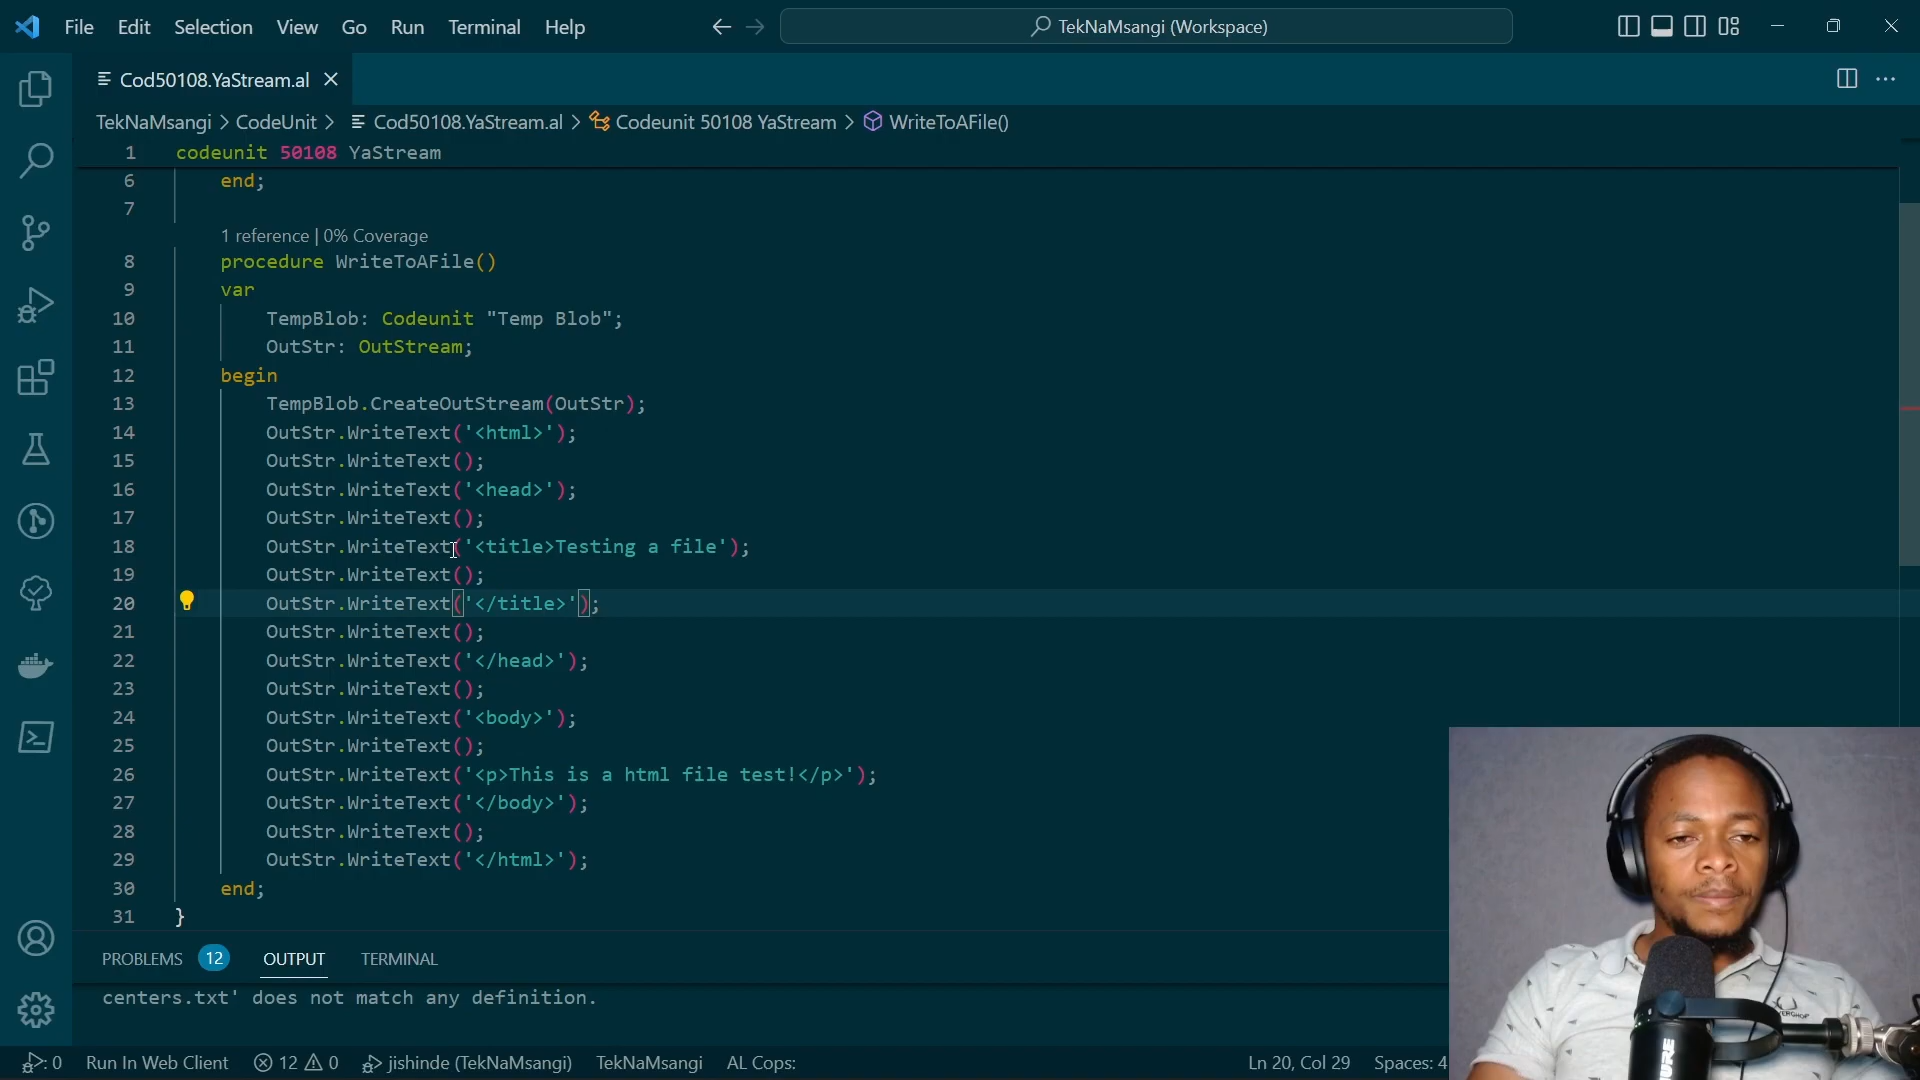 File Edit Selection View Go Run Terminal Help
TekNaMsangi (Workspace)
Cod50108.YaStream.al
TekNaMsangi > CodeUnit > Cod50108.YaStream.al > Codeunit 50108 YaStream > WriteToAFile()
1 codeunit 50108 YaStream
6 end;
7
1 reference | 0% Coverage
8 procedure WriteToAFile()
9 var
10 TempBlob: Codeunit "Temp Blob";
11 OutStr: OutStream;
12 begin
13 TempBlob.CreateOutStream(OutStr);
14 OutStr.WriteText('<html>');
15 OutStr.WriteText();
16 OutStr.WriteText('<head>');
17 OutStr.WriteText();
18 OutStr.WriteText('<title>Testing a file');
19 OutStr.WriteText();
20 OutStr.WriteText('</title>');
21 OutStr.WriteText();
22 OutStr.WriteText('</head>');
23 OutStr.WriteText();
24 OutStr.WriteText('<body>');
25 OutStr.WriteText();
26 OutStr.WriteText('<p>This is a html file test!</p>');
27 OutStr.WriteText('</body>');
28 OutStr.WriteText();
29 OutStr.WriteText('</html>');
30 end;
31 }
PROBLEMS 12 OUTPUT TERMINAL
centers.txt' does not match any definition.
0 Run In Web Client 12 0 jishinde (TekNaMsangi) TekNaMsangi AL Cops: Ln 20, Col 29 Spaces: 4